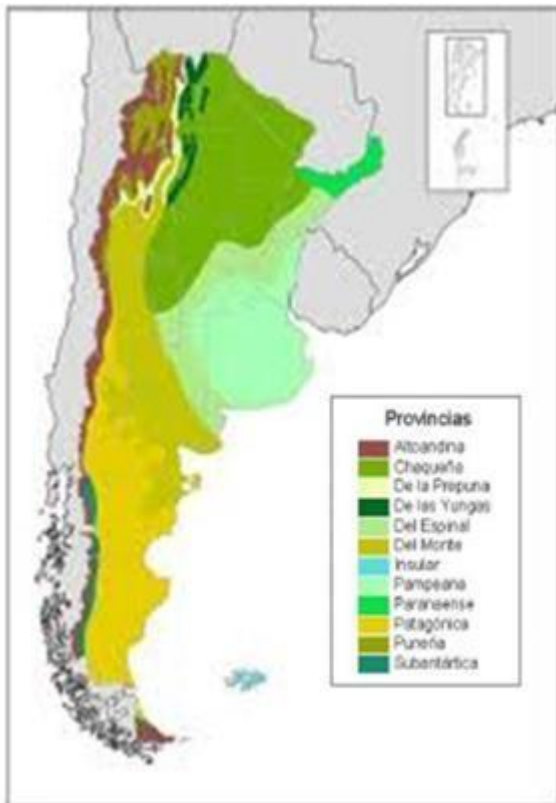 Provincias
Altoandina
Chaqueña
De la Prepuna
De las Yungas
Del Espinal
Del Monte
Insular
Pampeana
Paranaense
Patagónica
Puneña
Subantártica